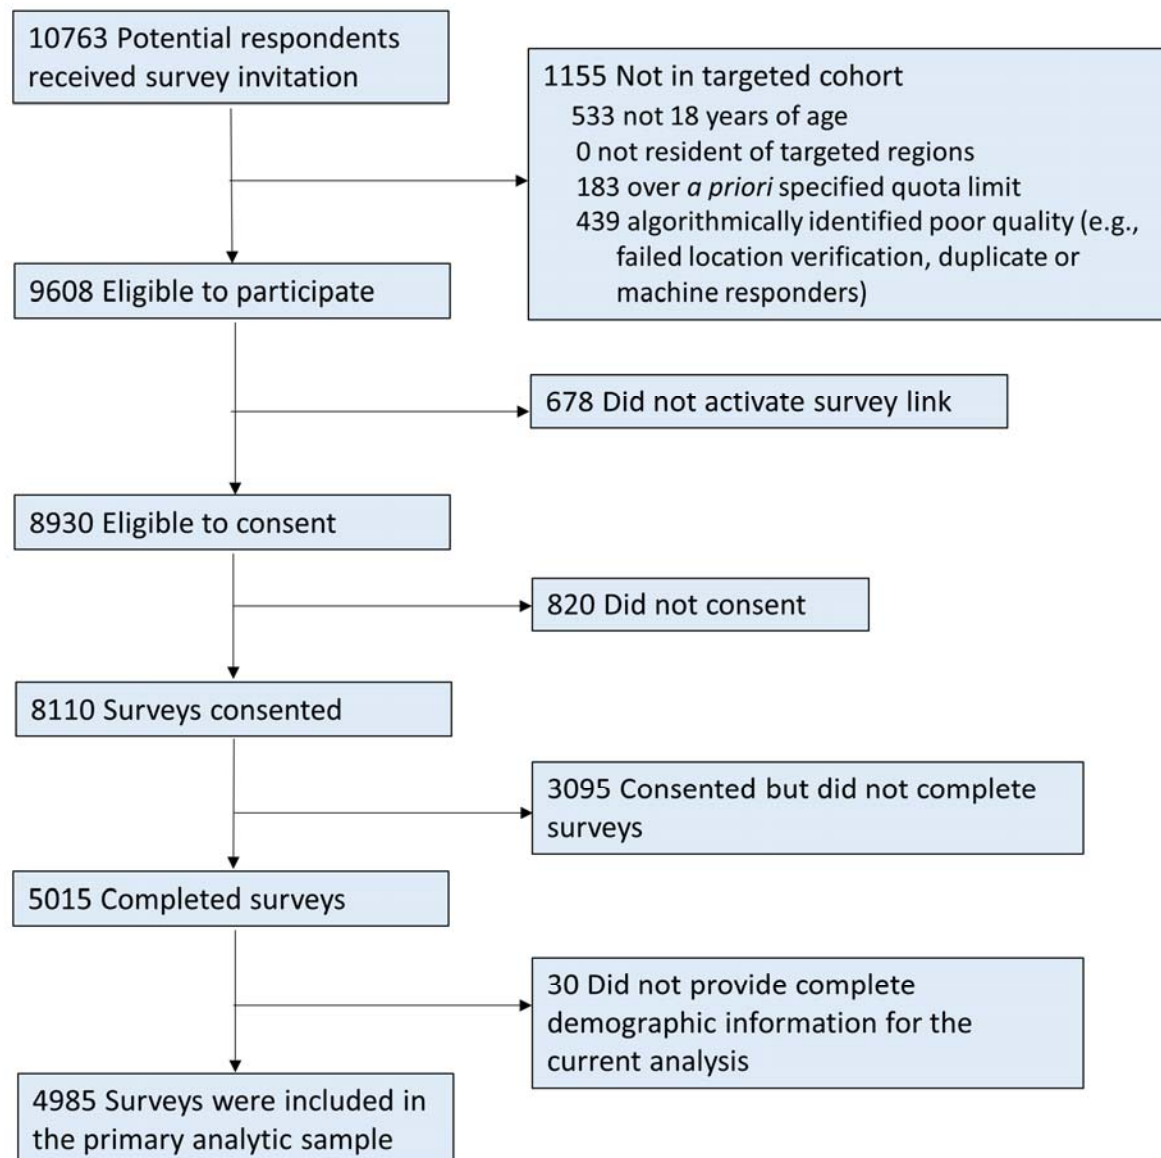 10763 Potential respondents
received survey invitation
1155 Not in targeted cohort
533 not 18 years of age
0 not resident of targeted regions
183 over a priori specified quota limit
439 algorithmically identified poor quality (e.g.,
failed location verification, duplicate or
machine responders)
9608 Eligible to participate
678 Did not activate survey link
8930 Eligible to consent
820 Did not consent
8110 Surveys consented
3095 Consented but did not complete
surveys
5015 Completed surveys
30 Did not provide complete
demographic information for the
current analysis
4985 Surveys were included in
the primary analytic sample